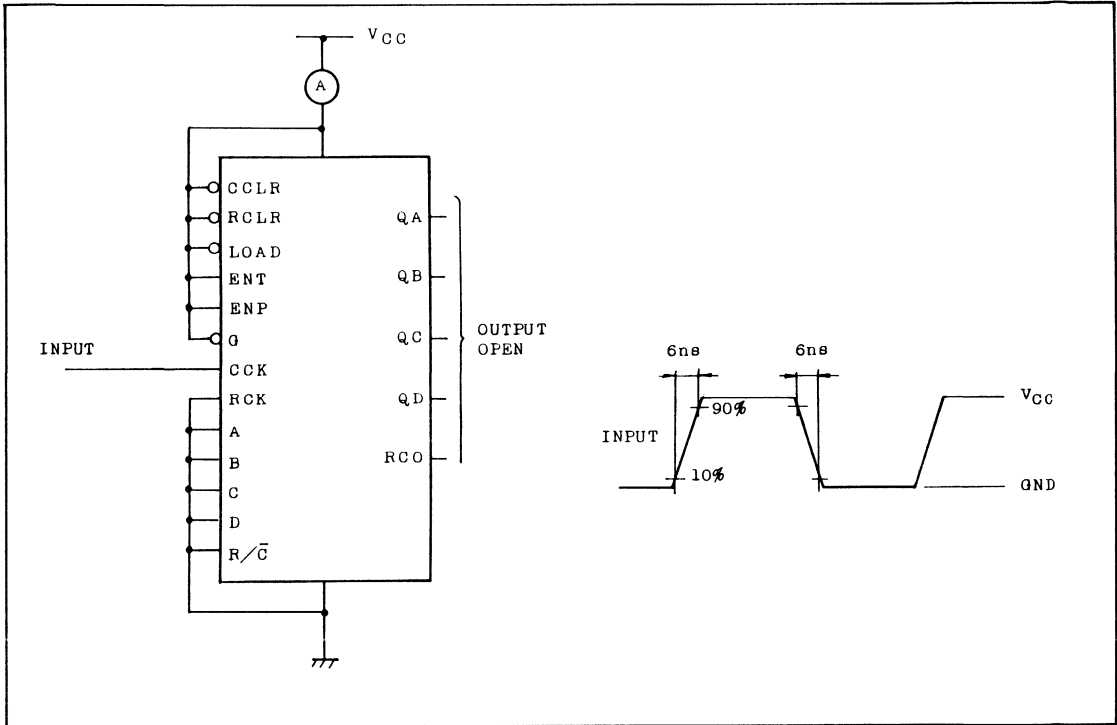 VCC
A
CCLR
RCLR
LOAD
ENT
ENP
G
CCK
RCK
A
B
C
D
R/C̄
QA
QB
QC
QD
RCO
INPUT
OUTPUT
OPEN
6ns 6ns
VCC
90%
INPUT
10%
GND